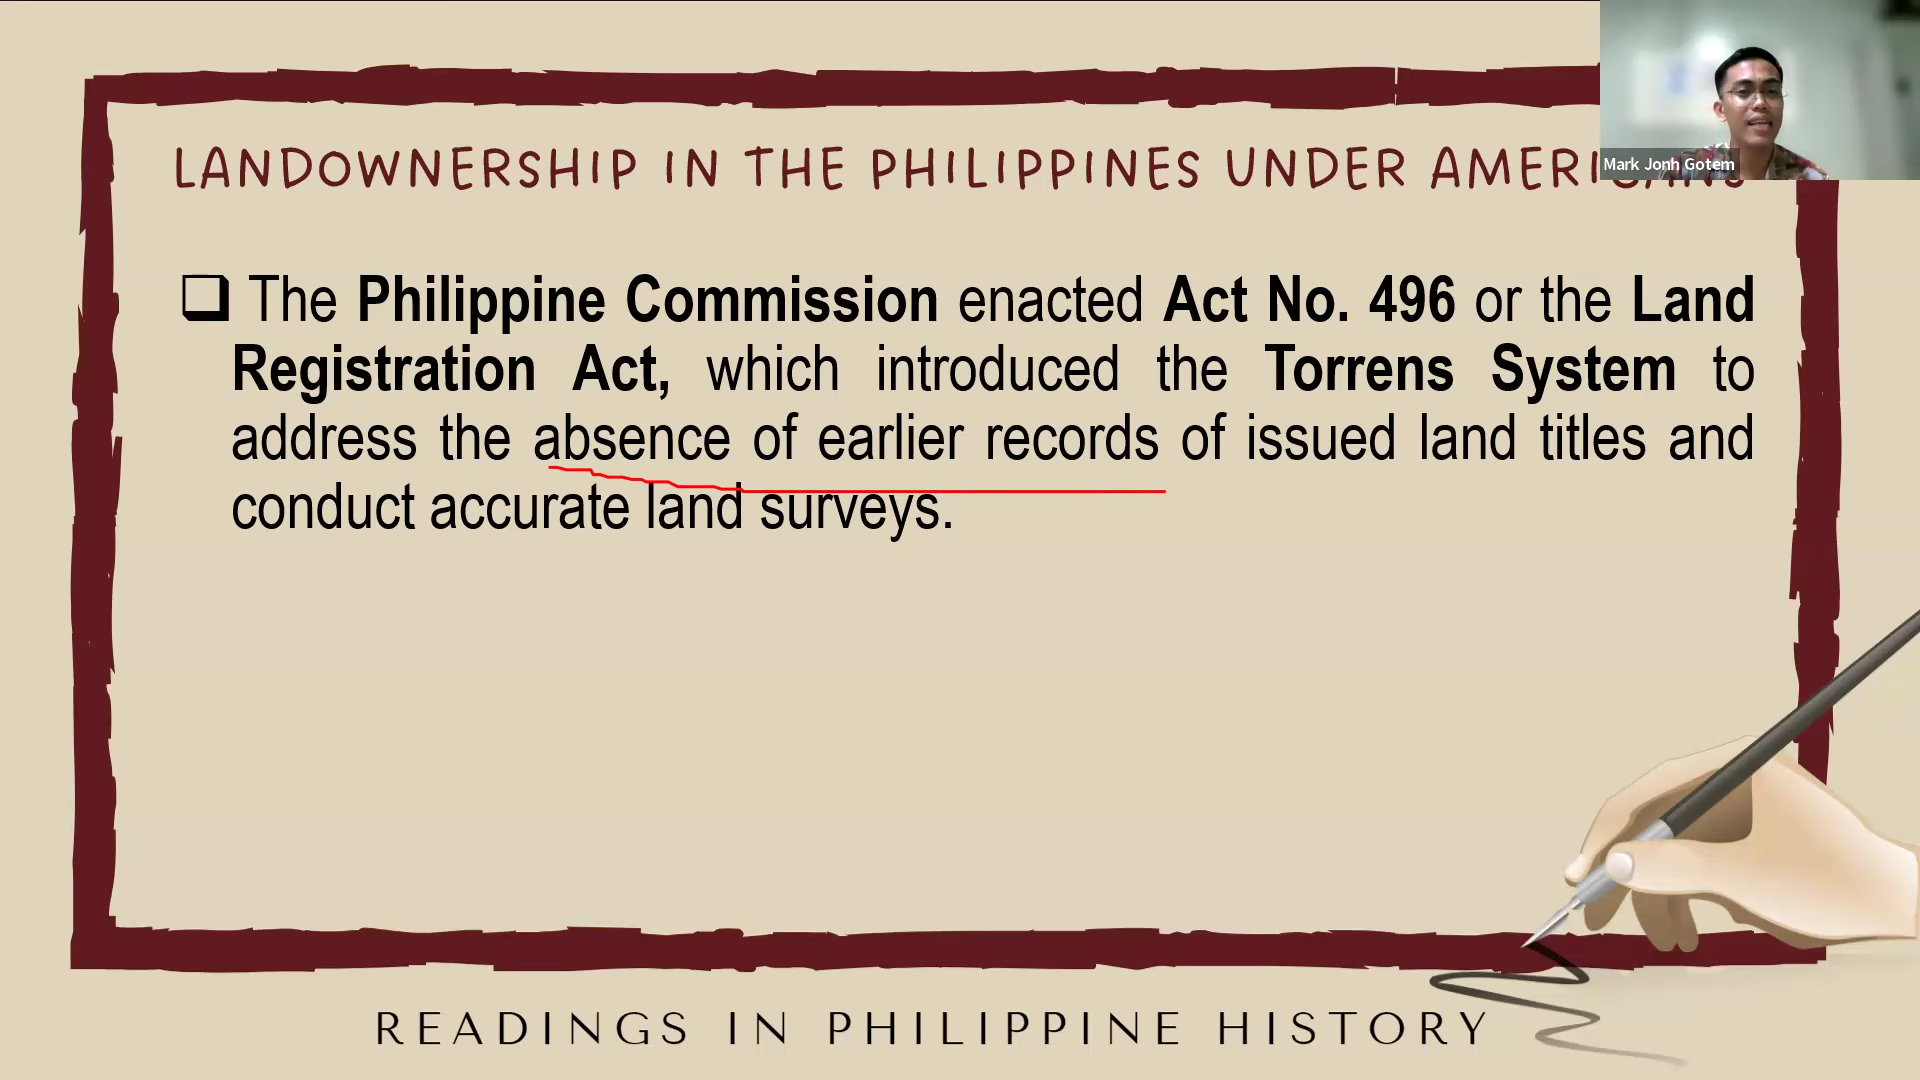 LANDOWNERSHIP IN THE PHILIPPINES UNDER AMERICANS
Mark Jonh Gotem
❑ The Philippine Commission enacted Act No. 496 or the Land
Registration Act, which introduced the Torrens System to
address the absence of earlier records of issued land titles and
conduct accurate land surveys.
READINGS IN PHILIPPINE HISTORY